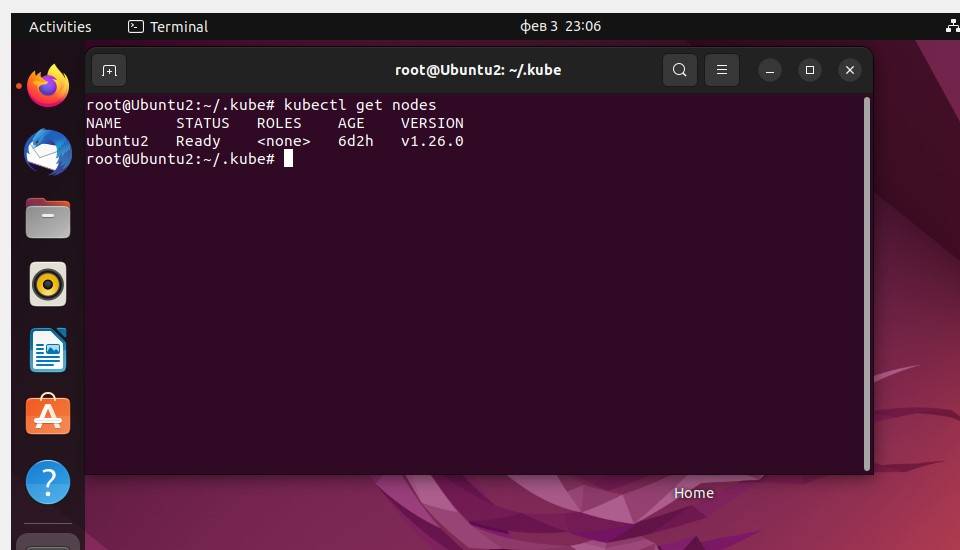 Activities Terminal фев 3 23:06
root@Ubuntu2: ~/.kube
root@Ubuntu2:~/.kube# kubectl get nodes
NAME STATUS ROLES AGE VERSION
ubuntu2 Ready <none> 6d2h v1.26.0
root@Ubuntu2:~/.kube#
Home